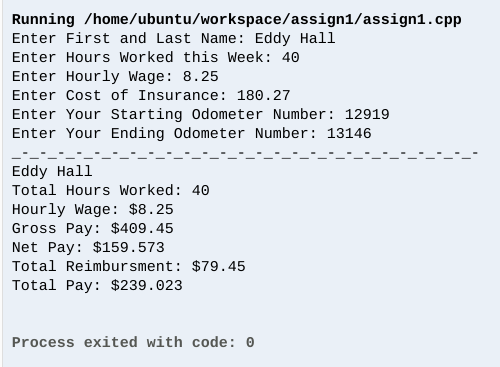 Running /home/ubuntu/workspace/assign1/assign1.cpp
Enter First and Last Name: Eddy Hall
Enter Hours Worked this Week: 40
Enter Hourly Wage: 8.25
Enter Cost of Insurance: 180.27
Enter Your Starting Odometer Number: 12919
Enter Your Ending Odometer Number: 13146
_-_-_-_-_-_-_-_-_-_-_-_-_-_-_-_-_-_-_-_-_-_-_-_-_-_-
Eddy Hall
Total Hours Worked: 40
Hourly Wage: $8.25
Gross Pay: $409.45
Net Pay: $159.573
Total Reimbursment: $79.45
Total Pay: $239.023
Process exited with code: 0